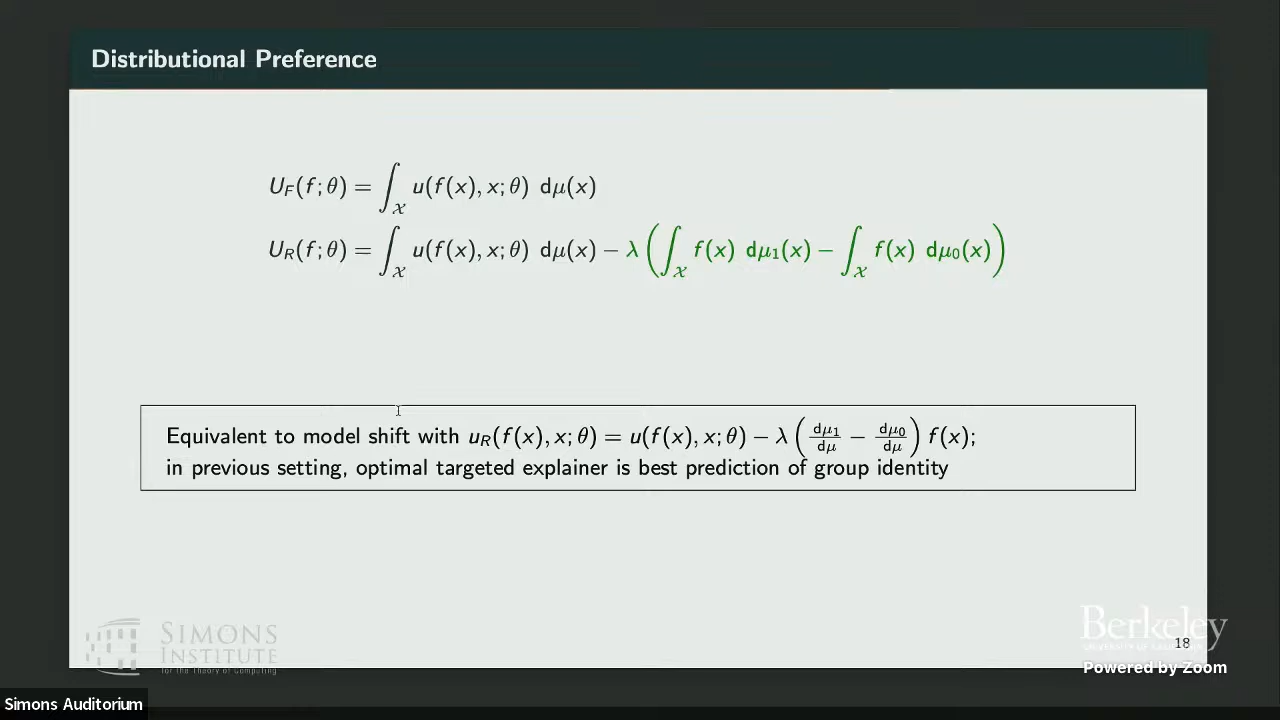 Distributional Preference
U_F(f;θ) = ∫_𝒳 u(f(x), x;θ) dμ(x)
U_R(f;θ) = ∫_𝒳 u(f(x), x;θ) dμ(x) − λ(∫_𝒳 f(x) dμ₁(x) − ∫_𝒳 f(x) dμ₀(x))
Equivalent to model shift with u_R(f(x), x;θ) = u(f(x), x;θ) − λ(dμ₁/dμ − dμ₀/dμ) f(x);
in previous setting, optimal targeted explainer is best prediction of group identity
SIMONS
INSTITUTE
for the Theory of Computing
Berkeley
UNIVERSITY OF CALIFORNIA
18
Powered by Zoom
Simons Auditorium